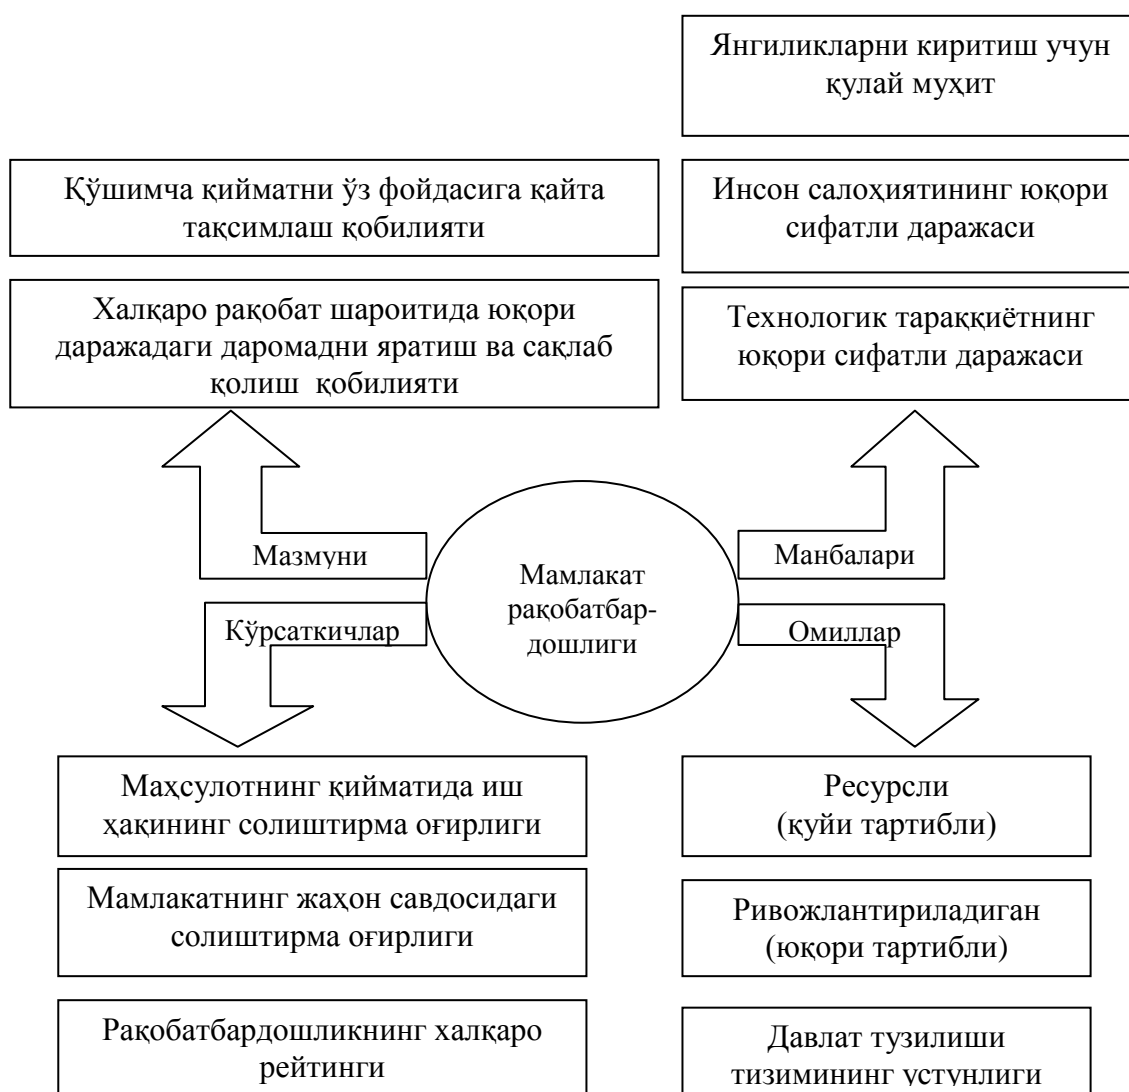 Янгиликларни киритиш учун
қулай муҳит
Қўшимча қийматни ўз фойдасига қайта
тақсимлаш қобилияти
Инсон салоҳиятининг юқори
сифатли даражаси
Халқаро рақобат шароитида юқори
даражадаги даромадни яратиш ва сақлаб
қолиш қобилияти
Технологик тараққиётнинг
юқори сифатли даражаси
Мазмуни
Манбалари
Мамлакат
рақобатбар-
дошлиги
Кўрсаткичлар
Омиллар
Маҳсулотнинг қийматида иш
ҳақининг солиштирма оғирлиги
Ресурсли
(қуйи тартибли)
Мамлакатнинг жаҳон савдосидаги
солиштирма оғирлиги
Ривожлантириладиган
(юқори тартибли)
Рақобатбардошликнинг халқаро
рейтинги
Давлат тузилиши
тизимининг устунлиги